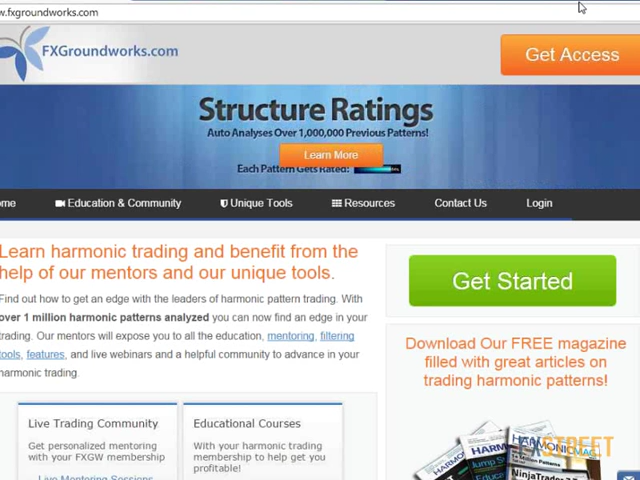 w.fxgroundworks.com
FXGroundworks.com
Get Access
Structure Ratings
Auto Analyses Over 1,000,000 Previous Patterns!
Learn More
Each Pattern Gets Rated:
ome
Education & Community
Unique Tools
Resources
Contact Us
Login
Learn harmonic trading and benefit from the
help of our mentors and our unique tools.
Find out how to get an edge with the leaders of harmonic pattern trading. With
over 1 million harmonic patterns analyzed you can now find an edge in your
trading. Our mentors will expose you to all the education, mentoring, filtering
tools, features, and live webinars and a helpful community to advance in your
harmonic trading.
Get Started
Download Our FREE magazine
filled with great articles on
trading harmonic patterns!
Live Trading Community
Get personalized mentoring
with your FXGW membership
Live Mentoring Sessions
Educational Courses
With your harmonic trading
membership to help get you
profitable!
HARMONIC
NinjaTrader
STREET